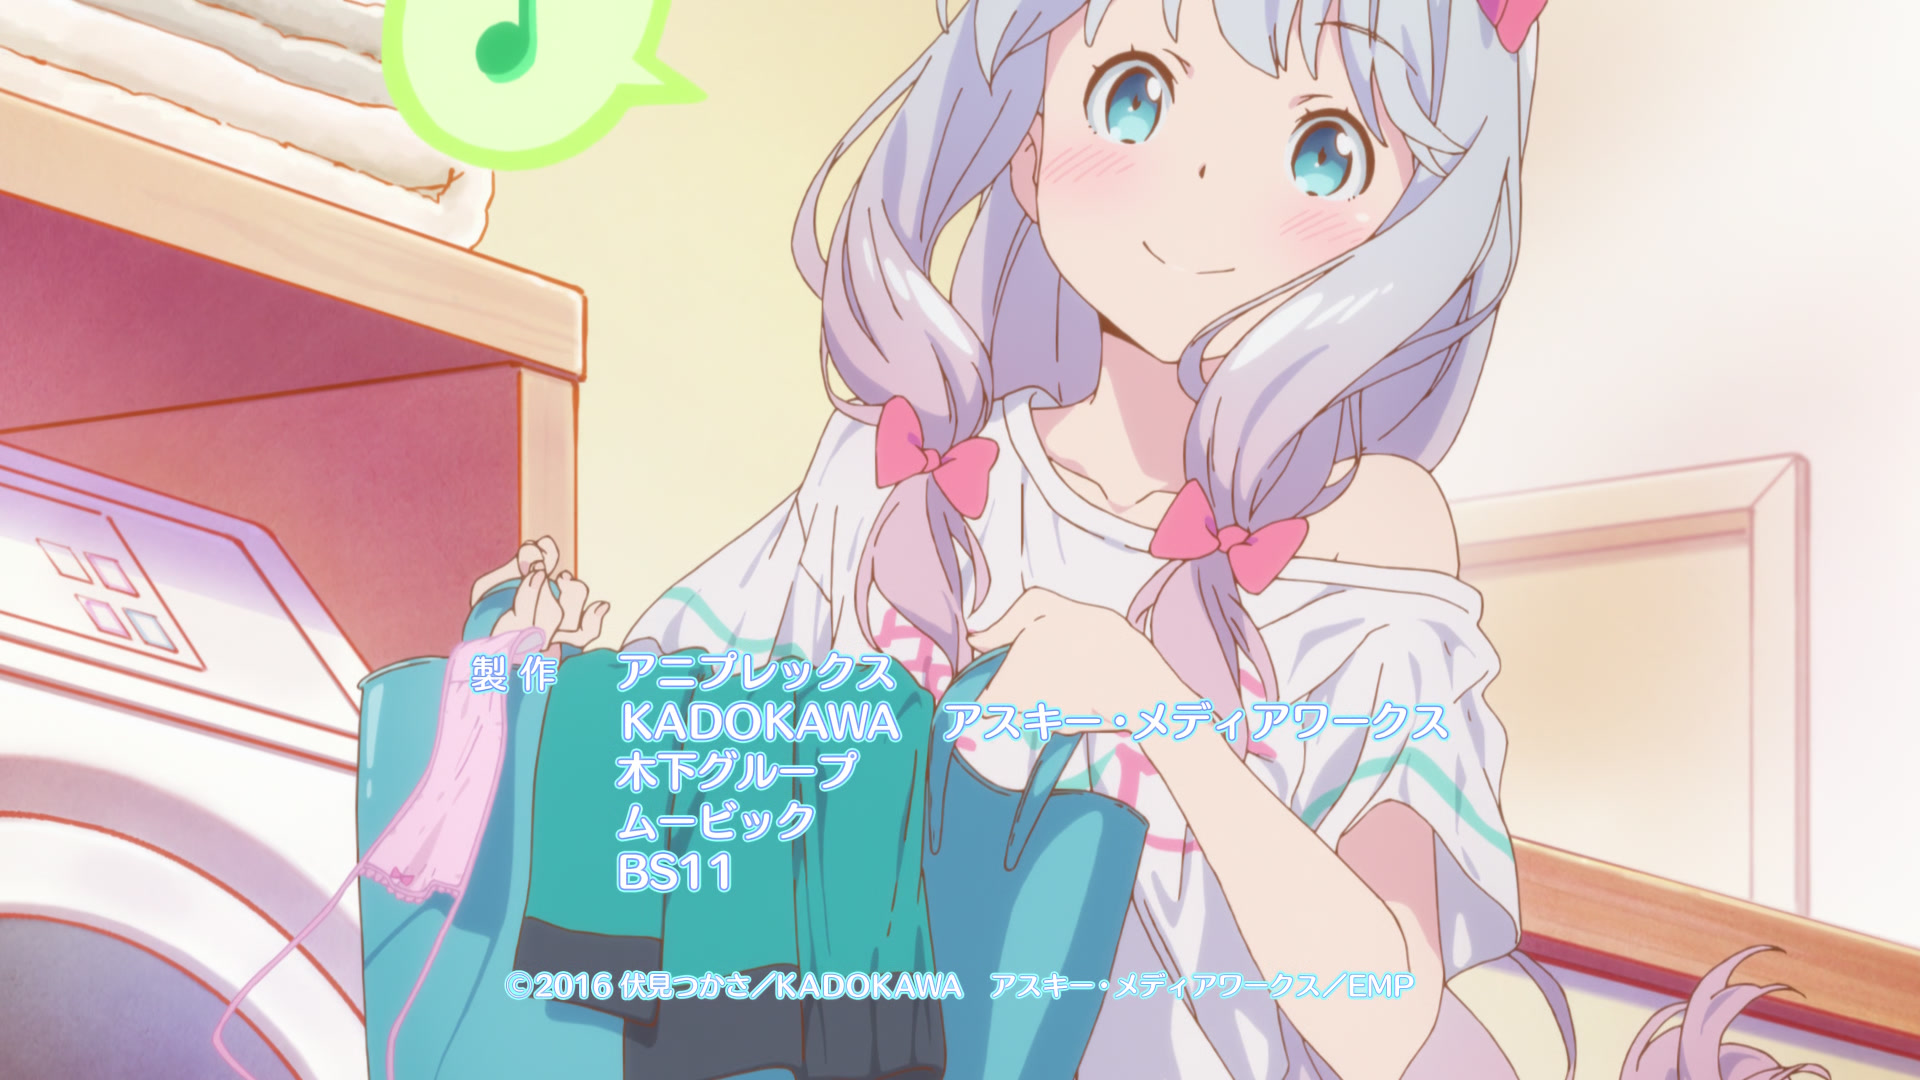 製作 アニプレックス
KADOKAWA アスキー・メディアワークス
木下グループ
ムービック
BS11
©2016 伏見つかさ／KADOKAWA アスキー・メディアワークス／EMP